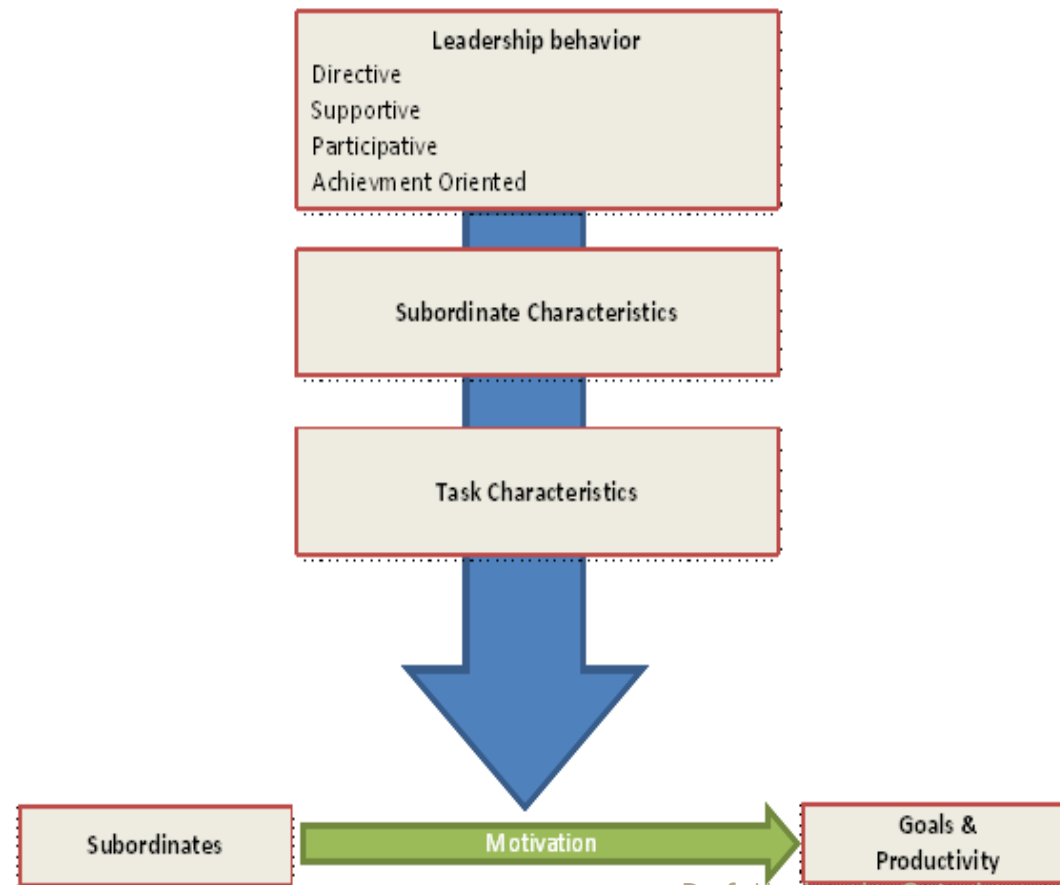 Leadership behavior
Directive
Supportive
Participative
Achievment Oriented
Subordinate Characteristics
Task Characteristics
Subordinates
Motivation
Goals &
Productivity